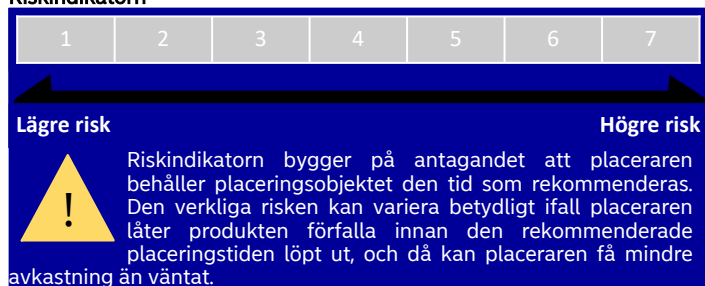 Riskindikatorn
1 2 3 4 5 6 7
Lägre risk Högre risk
! Riskindikatorn bygger på antagandet att placeraren
behåller placeringsobjektet den tid som rekommenderas.
Den verkliga risken kan variera betydligt ifall placeraren
låter produkten förfalla innan den rekommenderade
placeringstiden löpt ut, och då kan placeraren få mindre
avkastning än väntat.